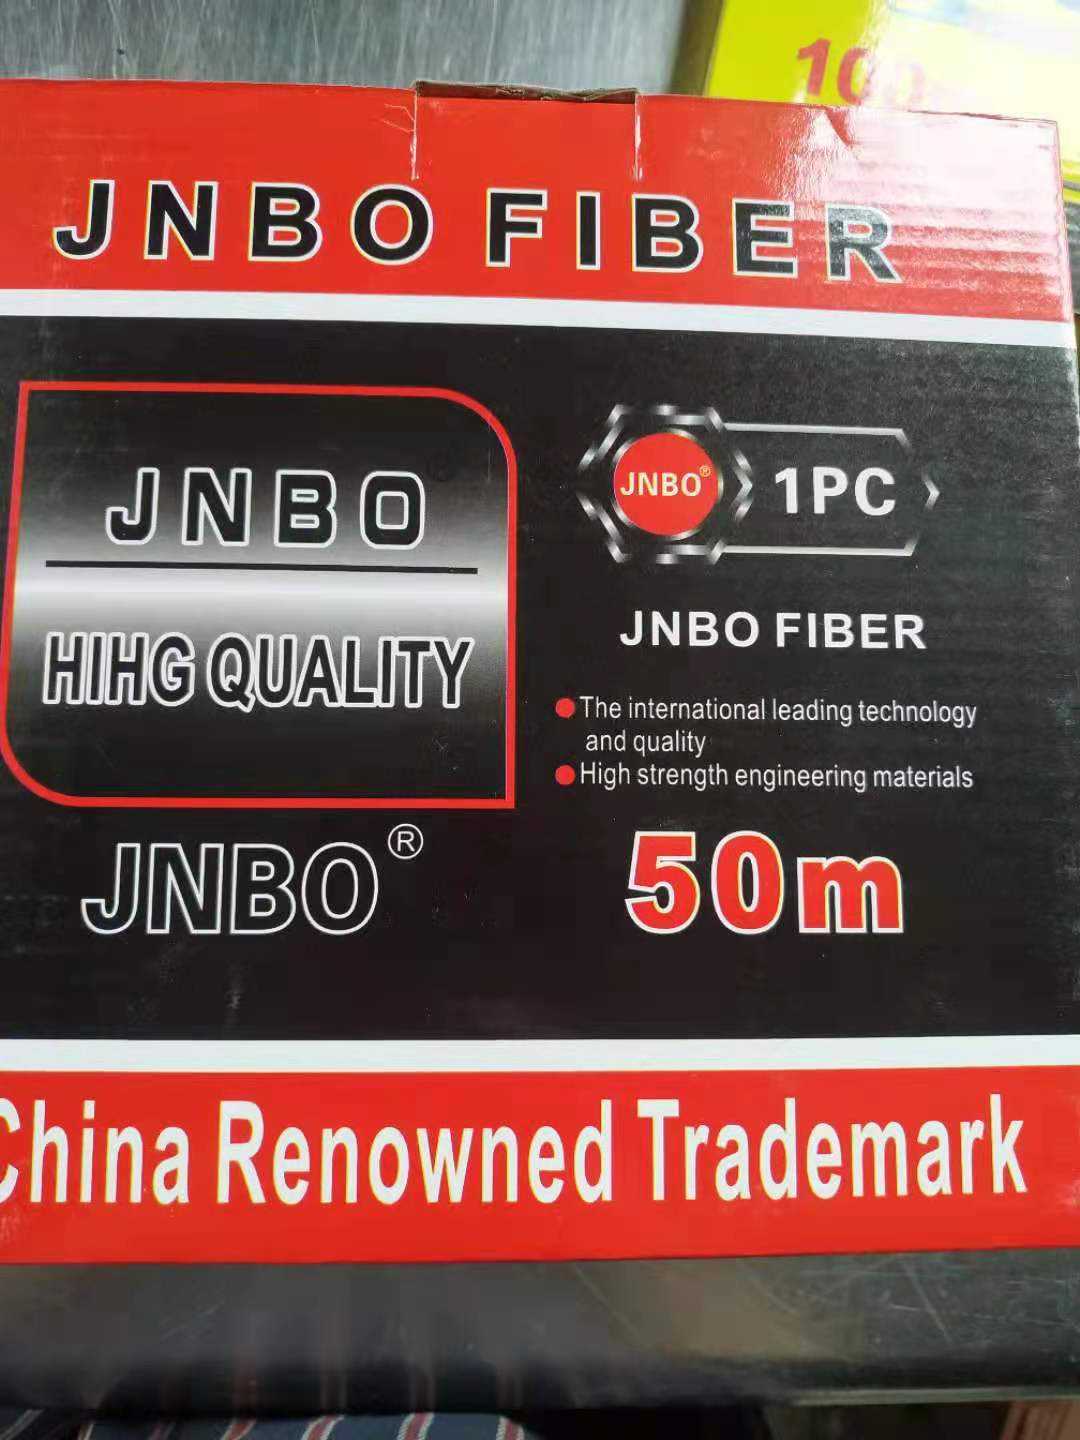 100
JNBO FIBER
JNBO
HIHG QUALITY
JNBO®
JNBO®
1PC
JNBO FIBER
The international leading technology
and quality
High strength engineering materials
50m
China Renowned Trademark